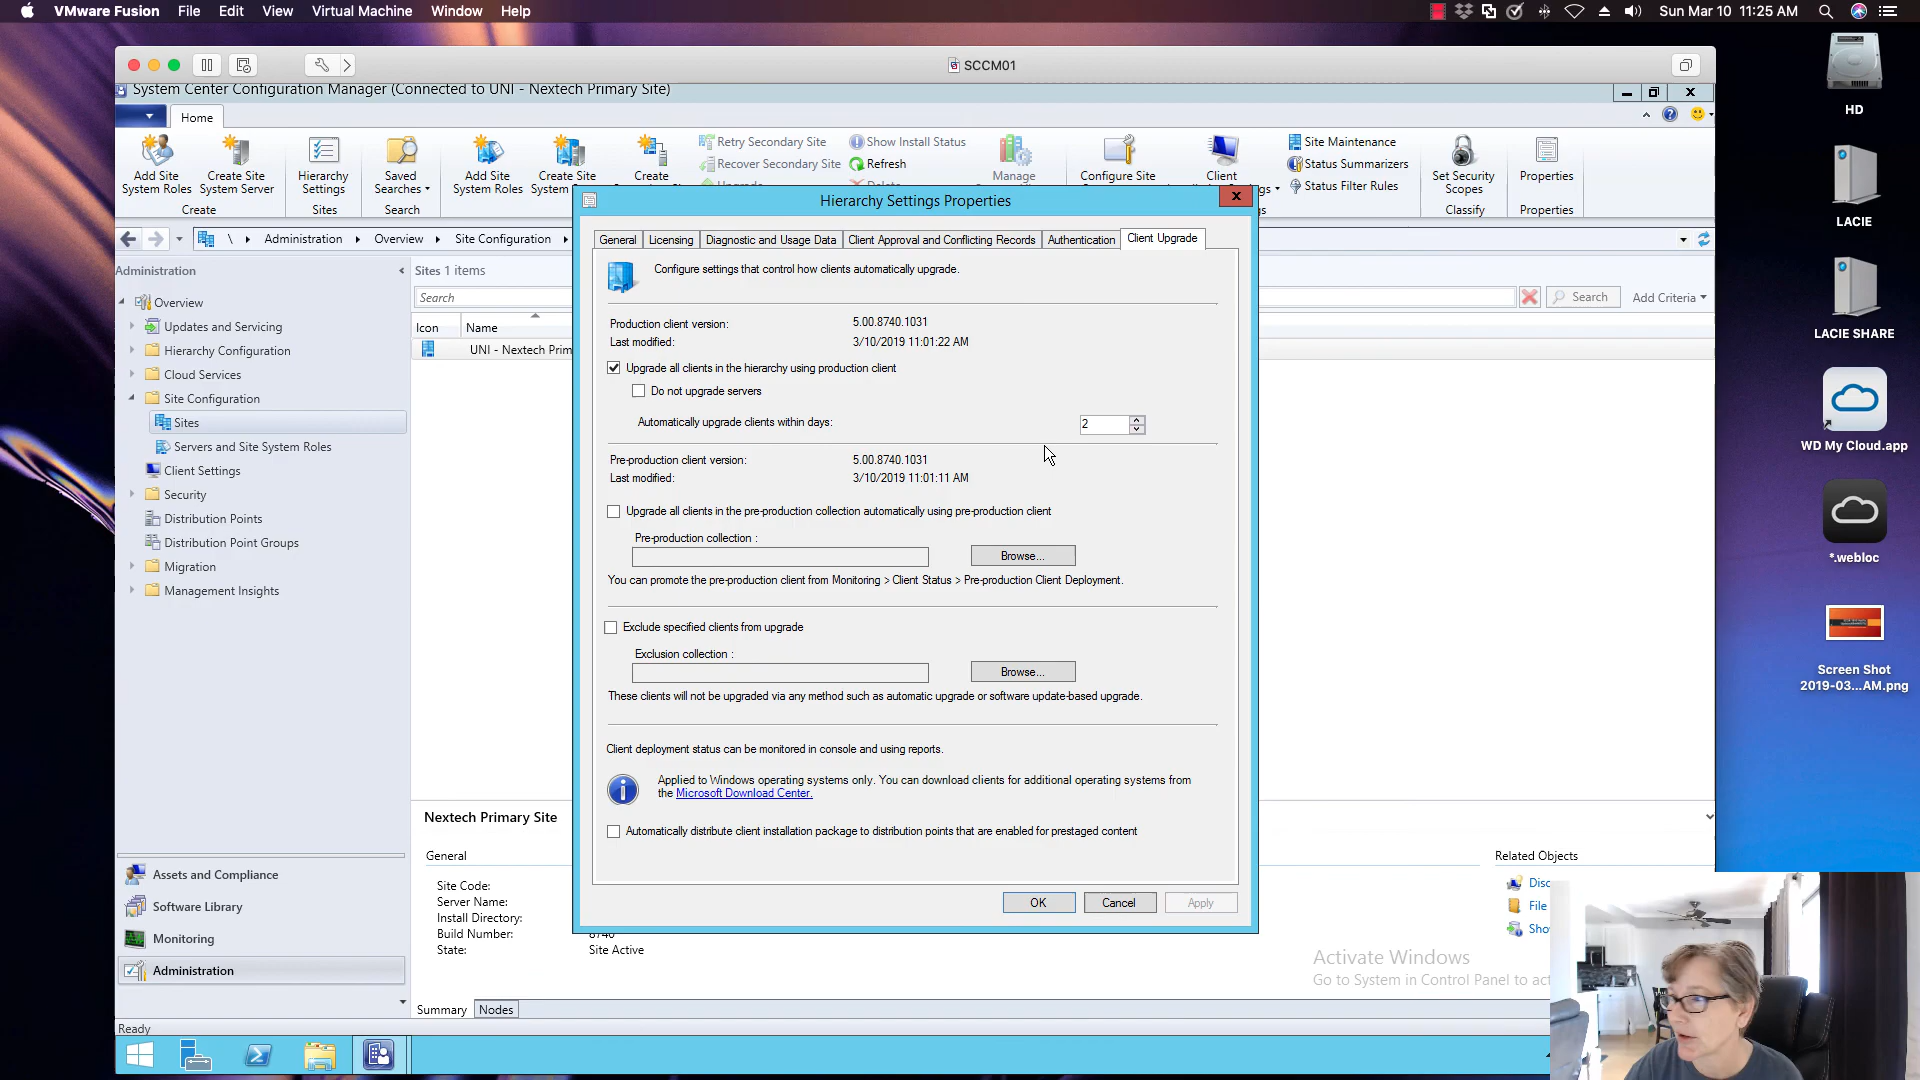 VMware Fusion File Edit View Virtual Machine Window Help
Sun Mar 10 11:25 AM
SCCM01
System Center Configuration Manager (Connected to UNI - Nextech Primary Site)
Home
Add Site System Roles
Create Site System Server
Create
Hierarchy Settings
Sites
Saved Searches
Search
Add Site System Roles
Create Site
Create
Retry Secondary Site
Recover Secondary Site
Show Install Status
Refresh
Manage
Configure Site
Client
Site Maintenance
Status Summarizers
Status Filter Rules
Set Security Scopes
Classify
Properties
Properties
\ Administration Overview Site Configuration
Administration
Overview
Updates and Servicing
Hierarchy Configuration
Cloud Services
Site Configuration
Sites
Servers and Site System Roles
Client Settings
Security
Distribution Points
Distribution Point Groups
Migration
Management Insights
Assets and Compliance
Software Library
Monitoring
Administration
Ready
Sites 1 items
Search
Search
Add Criteria
Icon Name
UNI - Nextech Prim
Hierarchy Settings Properties
General Licensing Diagnostic and Usage Data Client Approval and Conflicting Records Authentication Client Upgrade
Configure settings that control how clients automatically upgrade.
Production client version: 5.00.8740.1031
Last modified: 3/10/2019 11:01:22 AM
Upgrade all clients in the hierarchy using production client
Do not upgrade servers
Automatically upgrade clients within days: 2
Pre-production client version: 5.00.8740.1031
Last modified: 3/10/2019 11:01:11 AM
Upgrade all clients in the pre-production collection automatically using pre-production client
Pre-production collection :
Browse...
You can promote the pre-production client from Monitoring > Client Status > Pre-production Client Deployment.
Exclude specified clients from upgrade
Exclusion collection :
Browse...
These clients will not be upgraded via any method such as automatic upgrade or software update-based upgrade.
Client deployment status can be monitored in console and using reports.
Applied to Windows operating systems only. You can download clients for additional operating systems from
the Microsoft Download Center.
Automatically distribute client installation package to distribution points that are enabled for prestaged content
OK Cancel Apply
Nextech Primary Site
General
Site Code:
Server Name:
Install Directory:
Build Number: 8740
State: Site Active
Related Objects
Disc
File
Sho
Summary Nodes
Activate Windows
Go to System in Control Panel to act
HD
LACIE
LACIE SHARE
WD My Cloud.app
*.webloc
Screen Shot
2019-03...AM.png